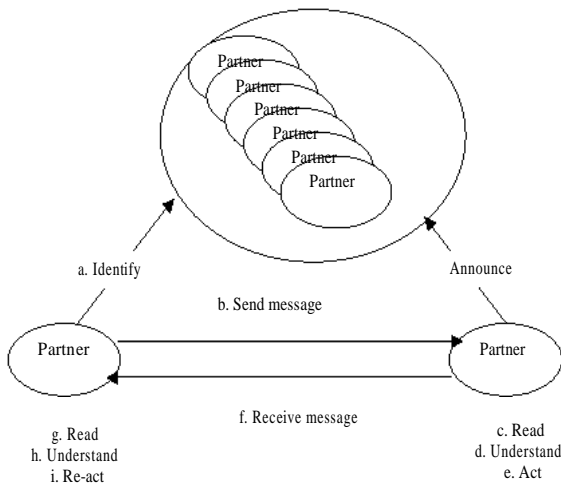 Partner
Partner
Partner
Partner
Partner
Partner
a. Identify
Announce
b. Send message
Partner
Partner
f. Receive message
g. Read
h. Understand
i. Re-act
c. Read
d. Understand
e. Act